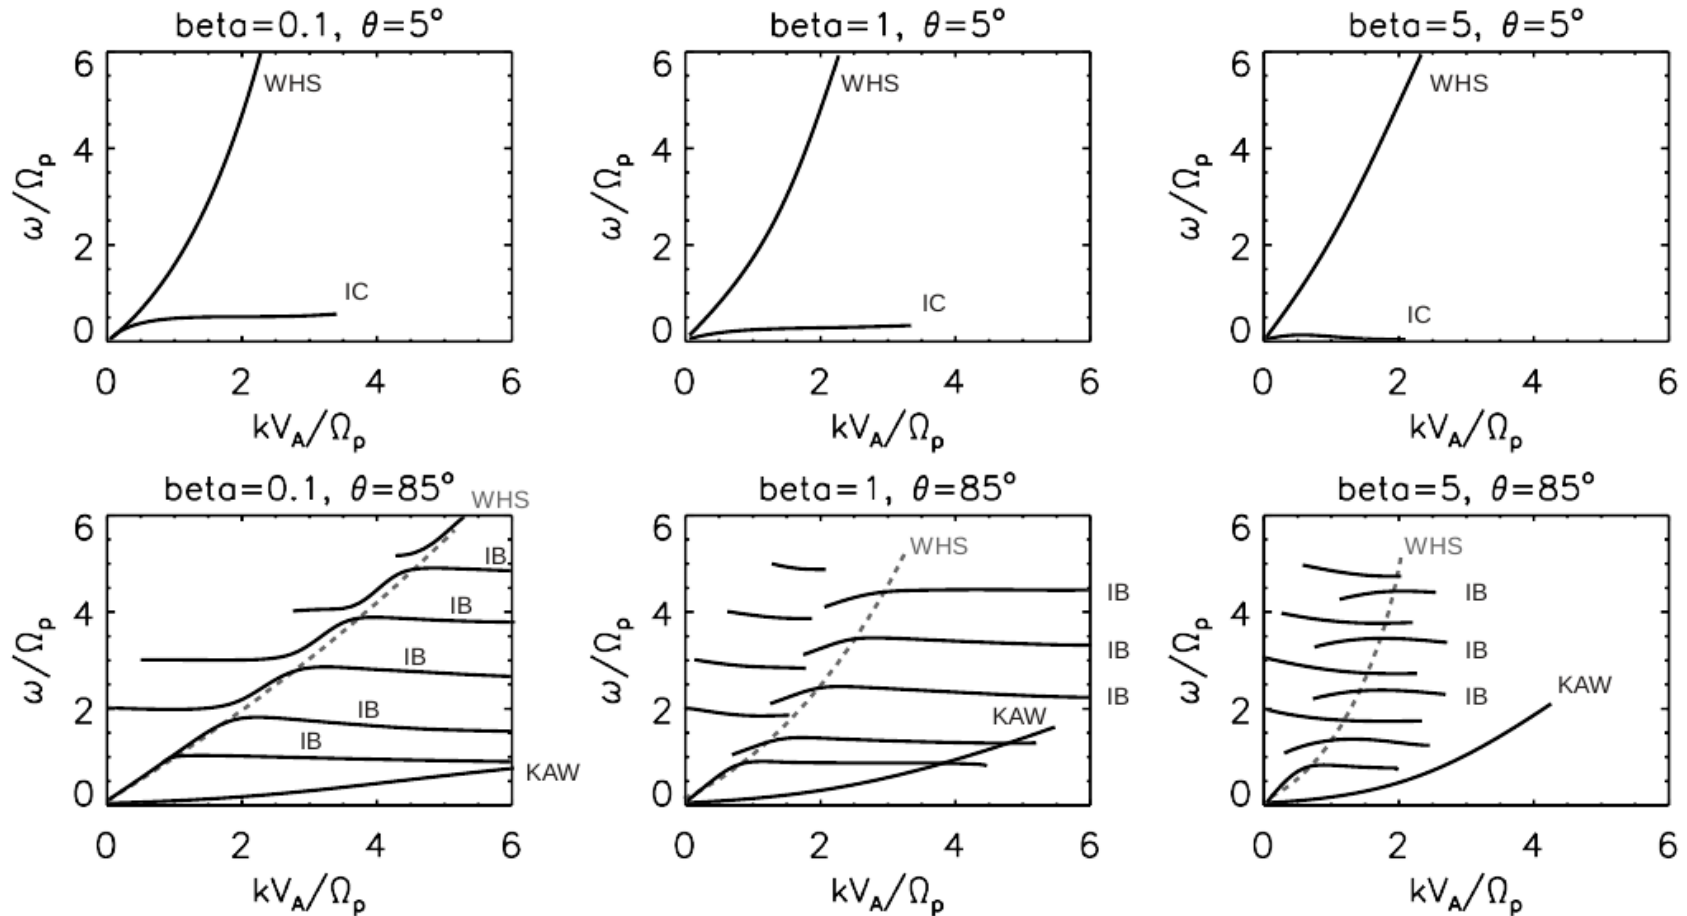 beta=0.1, θ=5°
beta=1, θ=5°
beta=5, θ=5°
6
4
2
0
ω/Ωp
WHS
IC
0 2 4 6
kVA/Ωp
6
4
2
0
ω/Ωp
WHS
IC
0 2 4 6
kVA/Ωp
6
4
2
0
ω/Ωp
WHS
IC
0 2 4 6
kVA/Ωp
beta=0.1, θ=85°
beta=1, θ=85°
beta=5, θ=85°
6
4
2
0
ω/Ωp
WHS
IB
IB
IB
IB
IB
KAW
0 2 4 6
kVA/Ωp
6
4
2
0
ω/Ωp
WHS
IB
IB
IB
KAW
0 2 4 6
kVA/Ωp
6
4
2
0
ω/Ωp
WHS
IB
IB
IB
KAW
0 2 4 6
kVA/Ωp